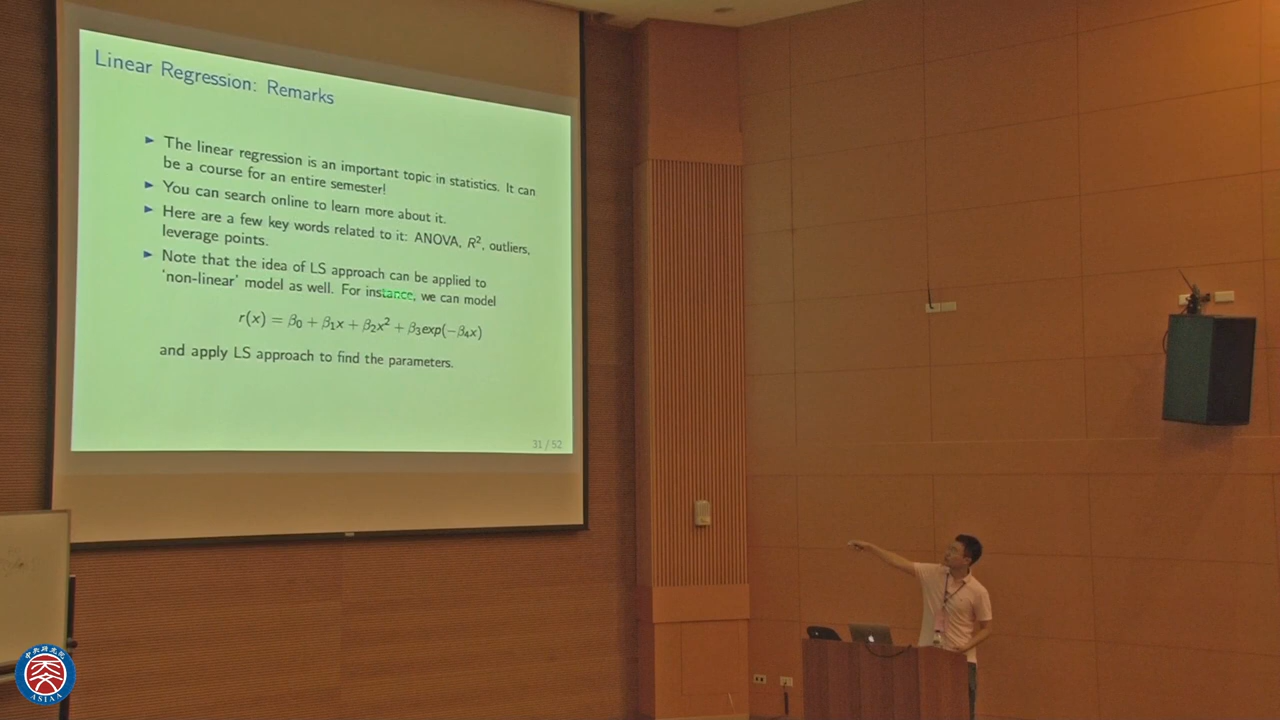 Linear Regression: Remarks
► The linear regression is an important topic in statistics. It can
be a course for an entire semester!
► You can search online to learn more about it.
► Here are a few key words related to it: ANOVA, R², outliers,
leverage points.
► Note that the idea of LS approach can be applied to
'non-linear' model as well. For instance, we can model
r(x) = β₀ + β₁x + β₂x² + β₃exp(−β₄x)
and apply LS approach to find the parameters.
31 / 52
ASIAA